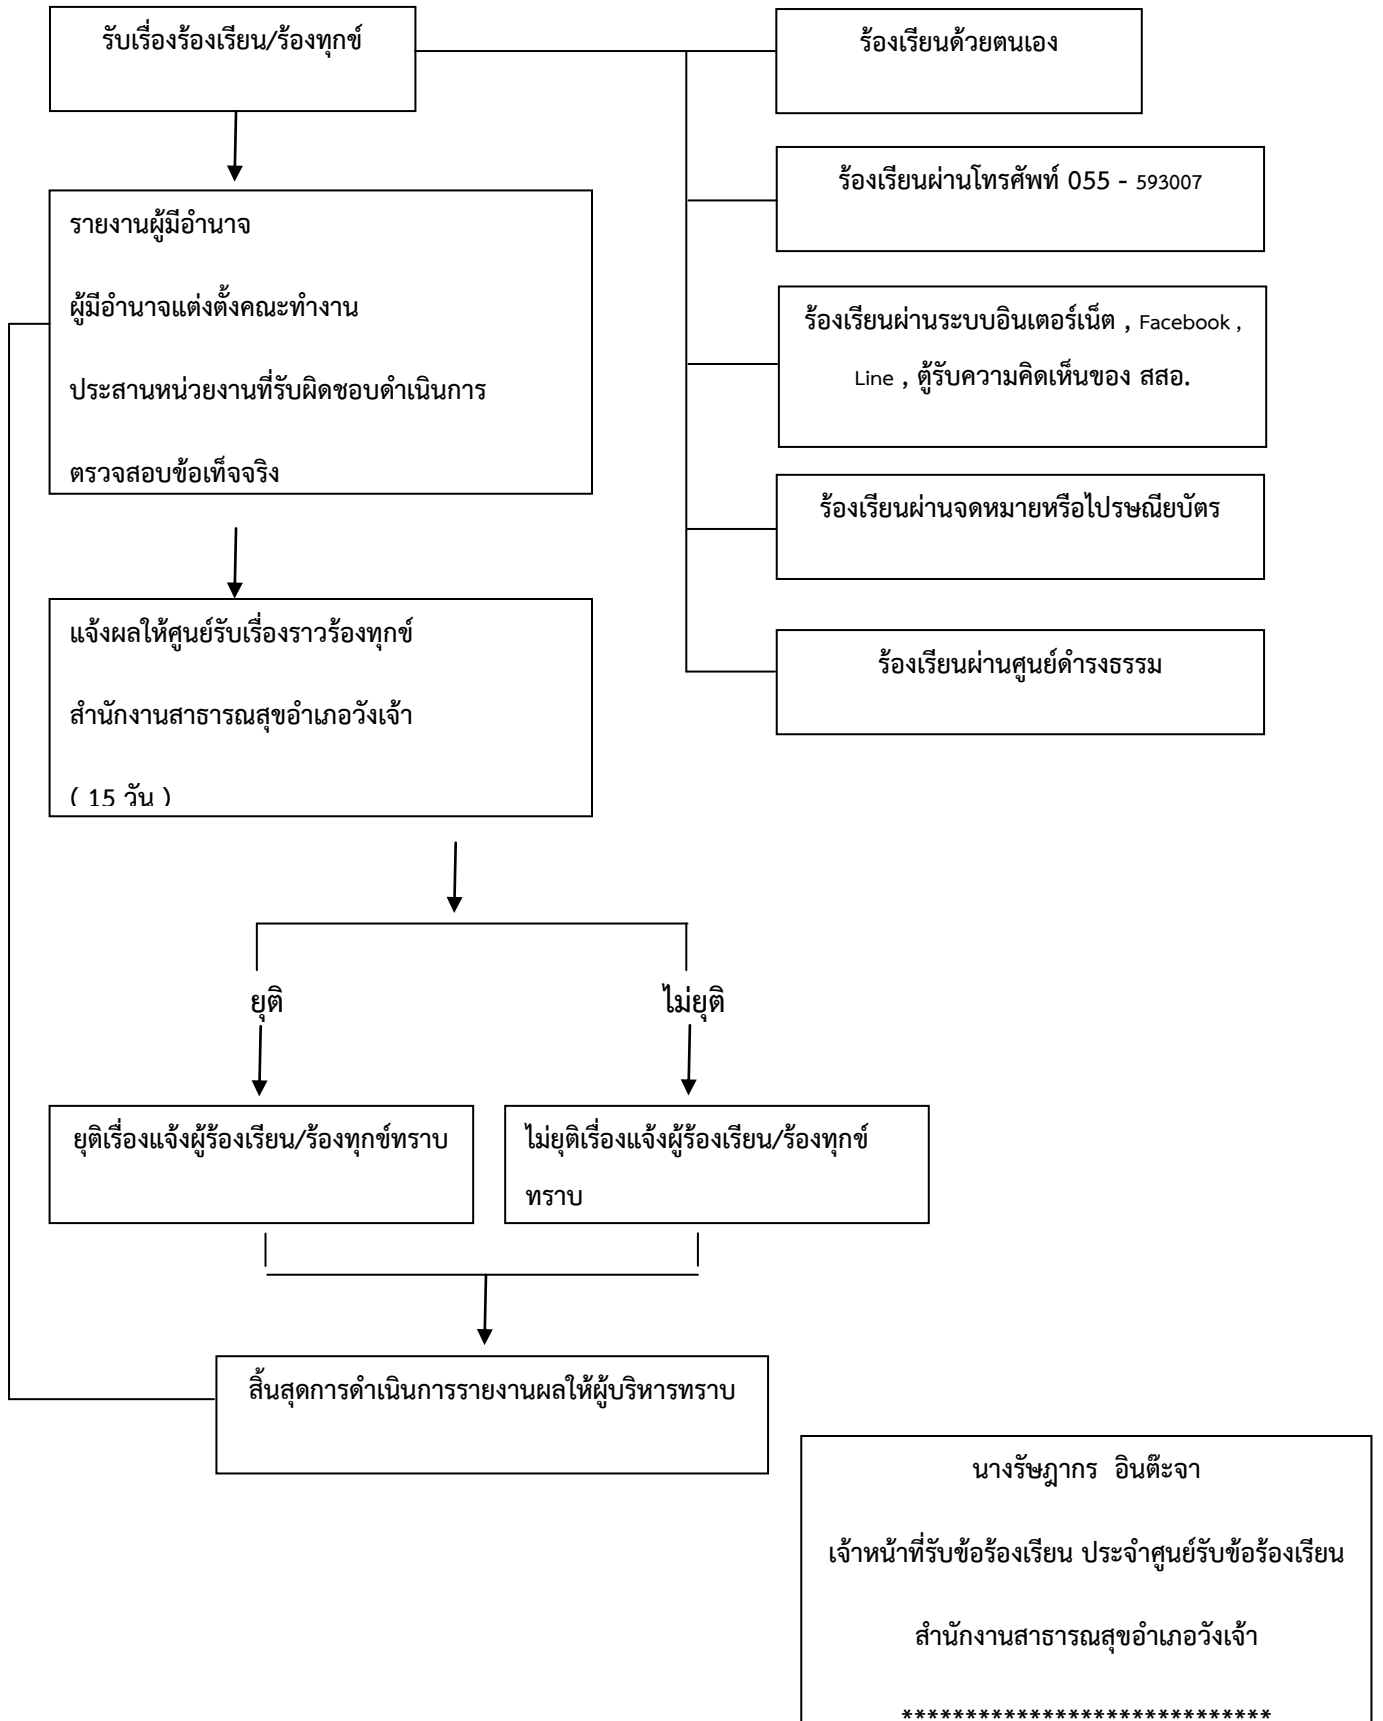 รับเรื่องร้องเรียน/ร้องทุกข์
ร้องเรียนด้วยตนเอง
ร้องเรียนผ่านโทรศัพท์ 055 - 593007
รายงานผู้มีอำนาจ
ผู้มีอำนาจแต่งตั้งคณะทำงาน
ประสานหน่วยงานที่รับผิดชอบดำเนินการ
ตรวจสอบข้อเท็จจริง
ร้องเรียนผ่านระบบอินเตอร์เน็ต , Facebook ,
Line , ตู้รับความคิดเห็นของ สสอ.
ร้องเรียนผ่านจดหมายหรือไปรษณียบัตร
ร้องเรียนผ่านศูนย์ดำรงธรรม
แจ้งผลให้ศูนย์รับเรื่องราวร้องทุกข์
สำนักงานสาธารณสุขอำเภอวังเจ้า
( 15 วัน )
ยุติ
ไม่ยุติ
ยุติเรื่องแจ้งผู้ร้องเรียน/ร้องทุกข์ทราบ
ไม่ยุติเรื่องแจ้งผู้ร้องเรียน/ร้องทุกข์
ทราบ
สิ้นสุดการดำเนินการรายงานผลให้ผู้บริหารทราบ
นางรัษฎากร อินต๊ะจา
เจ้าหน้าที่รับข้อร้องเรียน ประจำศูนย์รับข้อร้องเรียน
สำนักงานสาธารณสุขอำเภอวังเจ้า
*****************************